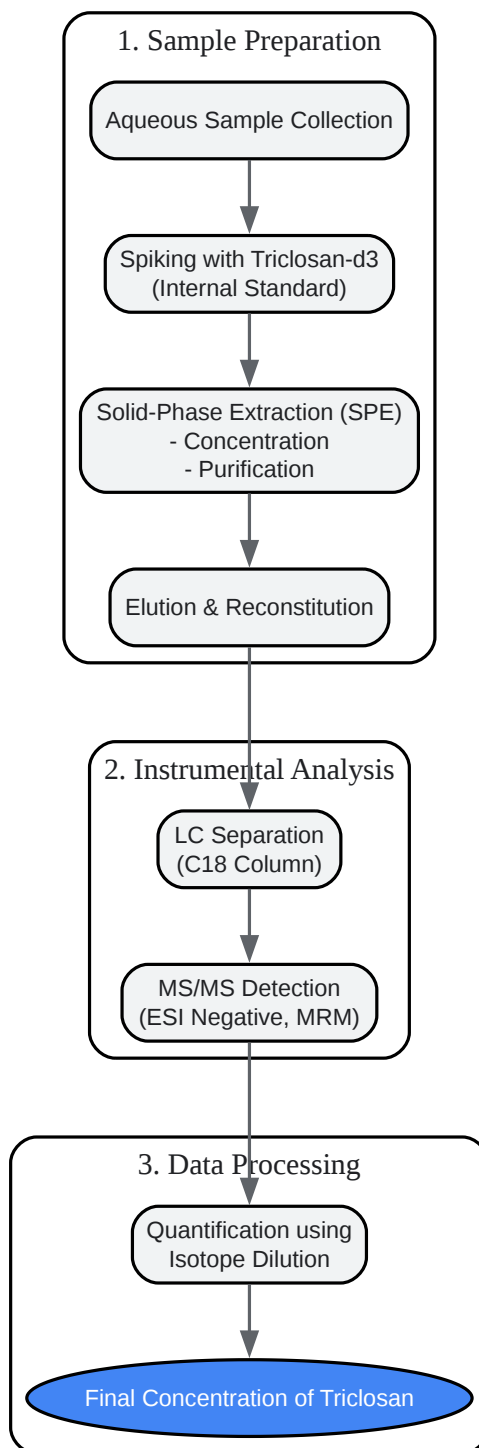 1. Sample Preparation
Aqueous Sample Collection
Spiking with Triclosan-d3
(Internal Standard)
Solid-Phase Extraction (SPE)
- Concentration
- Purification
Elution & Reconstitution
2. Instrumental Analysis
LC Separation
(C18 Column)
MS/MS Detection
(ESI Negative, MRM)
3. Data Processing
Quantification using
Isotope Dilution
Final Concentration of Triclosan